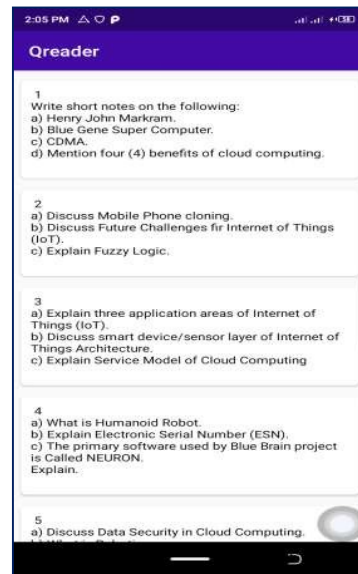 2:05 PM
Qreader
1
Write short notes on the following:
a) Henry John Markram.
b) Blue Gene Super Computer.
c) CDMA.
d) Mention four (4) benefits of cloud computing.
2
a) Discuss Mobile Phone cloning.
b) Discuss Future Challenges fir Internet of Things
(IoT).
c) Explain Fuzzy Logic.
3
a) Explain three application areas of Internet of
Things (IoT).
b) Discuss smart device/sensor layer of Internet of
Things Architecture.
c) Explain Service Model of Cloud Computing
4
a) What is Humanoid Robot.
b) Explain Electronic Serial Number (ESN).
c) The primary software used by Blue Brain project
is Called NEURON.
Explain.
5
a) Discuss Data Security in Cloud Computing.